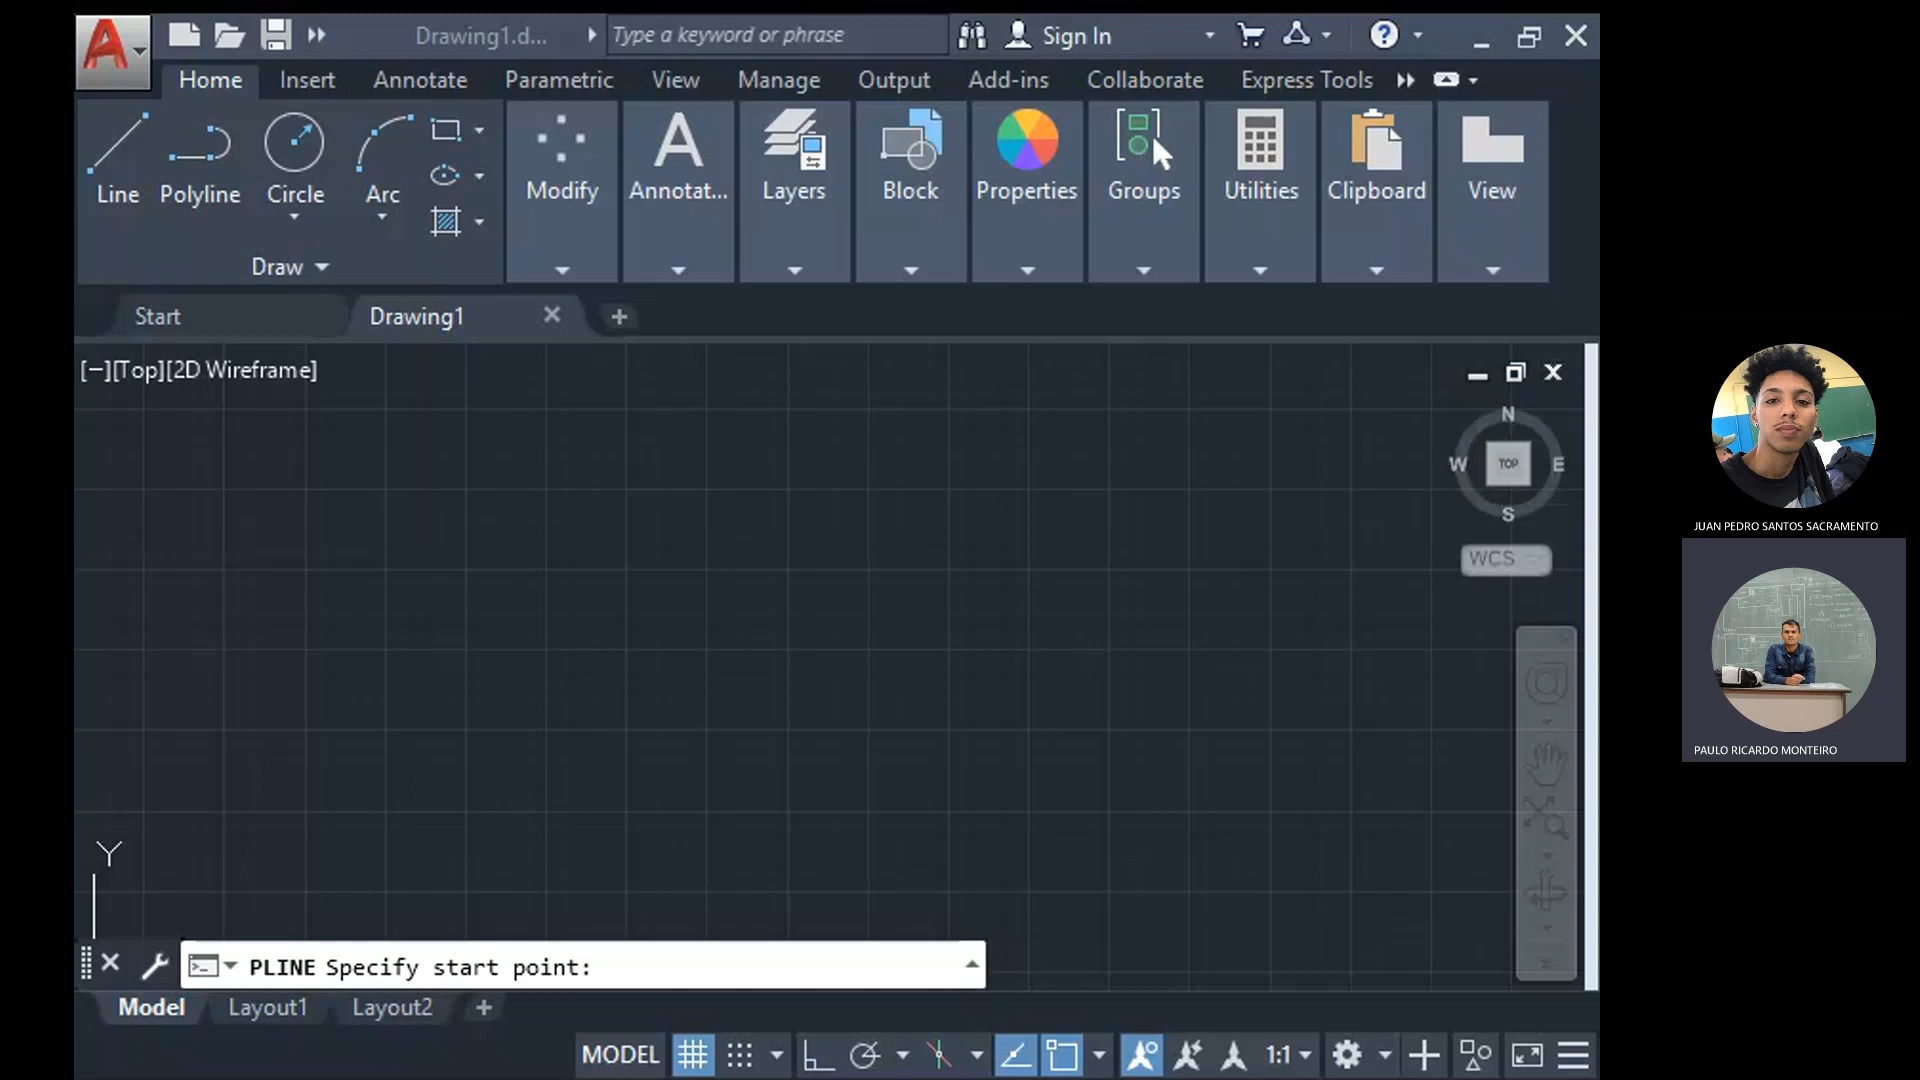 Drawing1.d...
Type a keyword or phrase
Sign In
Home Insert Annotate Parametric View Manage Output Add-ins Collaborate Express Tools
Line Polyline Circle Arc
Modify Annotat... Layers Block Properties Groups Utilities Clipboard View
Draw
Start Drawing1
[−][Top][2D Wireframe]
N
W TOP E
S
WCS
JUAN PEDRO SANTOS SACRAMENTO
PAULO RICARDO MONTEIRO
Y
PLINE Specify start point:
Model Layout1 Layout2
MODEL 1:1